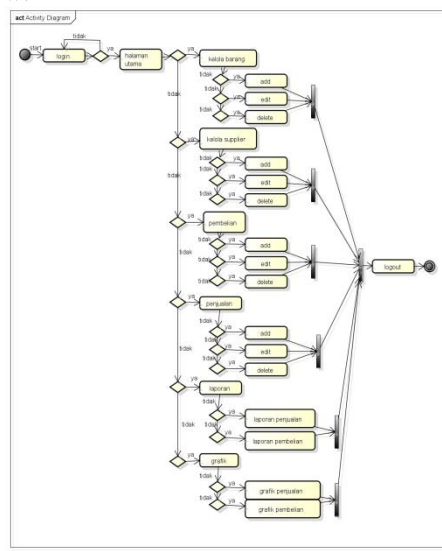 act Activity Diagram
start
login
tidak
ya
halaman
utama
ya
kelola barang
tidak
ya
add
tidak
ya
edit
tidak
ya
delete
tidak
ya
kelola supplier
tidak
ya
add
tidak
ya
edit
tidak
ya
delete
tidak
ya
pembelian
tidak
ya
add
tidak
ya
edit
tidak
ya
delete
tidak
ya
penjualan
tidak
ya
add
tidak
ya
edit
tidak
ya
delete
tidak
ya
laporan
tidak
ya
laporan penjualan
tidak
ya
laporan pembelian
tidak
ya
grafik
tidak
ya
grafik penjualan
tidak
ya
grafik pembelian
logout